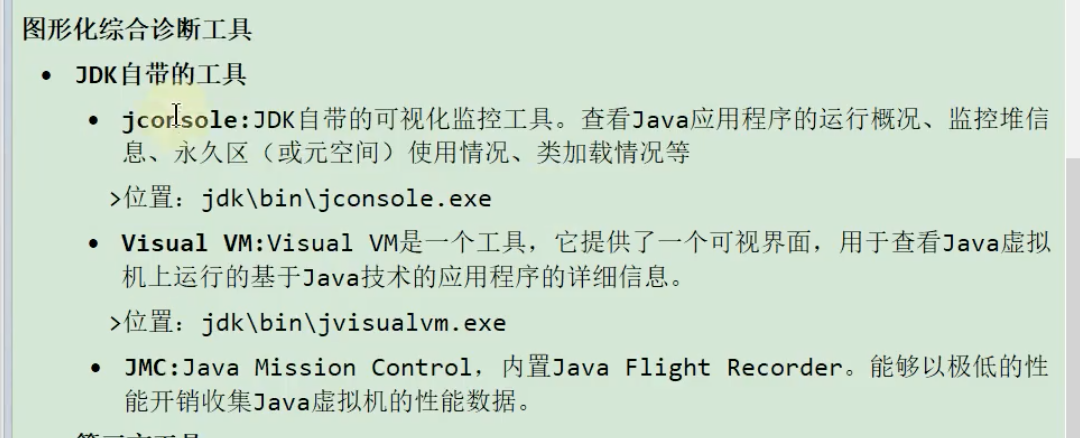 图形化综合诊断工具
• JDK自带的工具
• jconsole:JDK自带的可视化监控工具。查看Java应用程序的运行概况、监控堆信
息、永久区（或元空间）使用情况、类加载情况等
>位置：jdk\bin\jconsole.exe
• Visual VM:Visual VM是一个工具，它提供了一个可视界面，用于查看Java虚拟
机上运行的基于Java技术的应用程序的详细信息。
>位置：jdk\bin\jvisualvm.exe
• JMC:Java Mission Control，内置Java Flight Recorder。能够以极低的性
能开销收集Java虚拟机的性能数据。